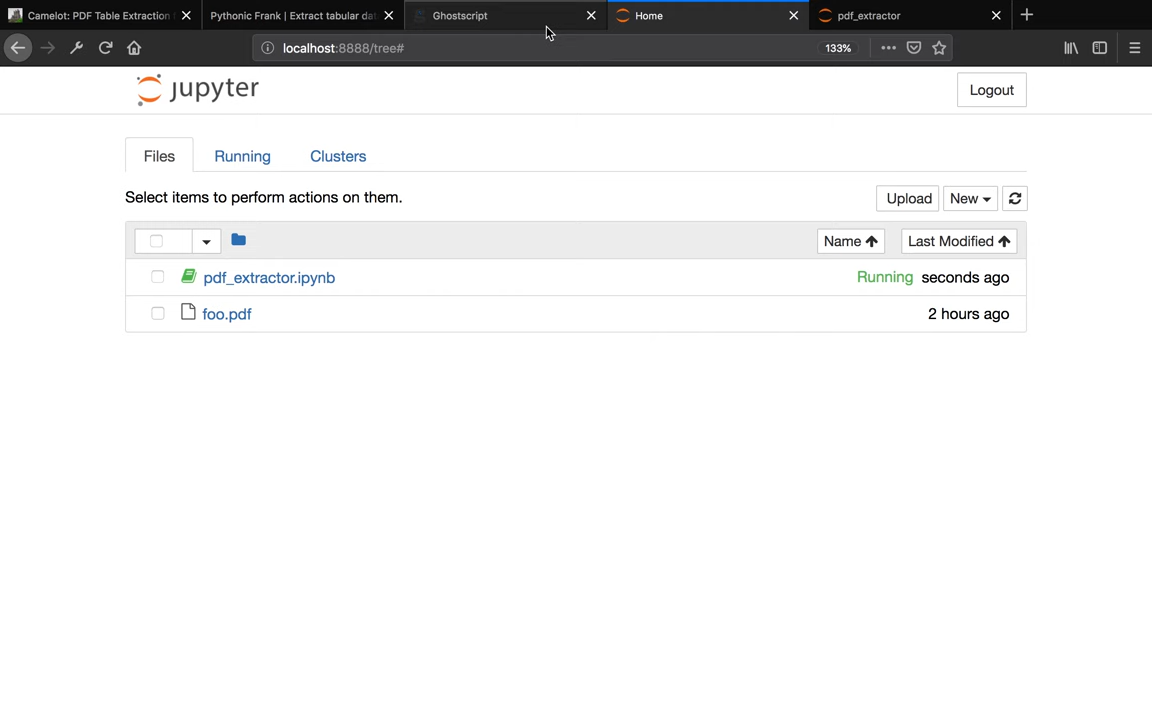 Camelot: PDF Table Extraction
Pythonic Frank | Extract tabular da
Ghostscript
Home
pdf_extractor
localhost:8888/tree#
133%
jupyter
Logout
Files
Running
Clusters
Select items to perform actions on them.
Upload
New
Name
Last Modified
pdf_extractor.ipynb
Running
seconds ago
foo.pdf
2 hours ago